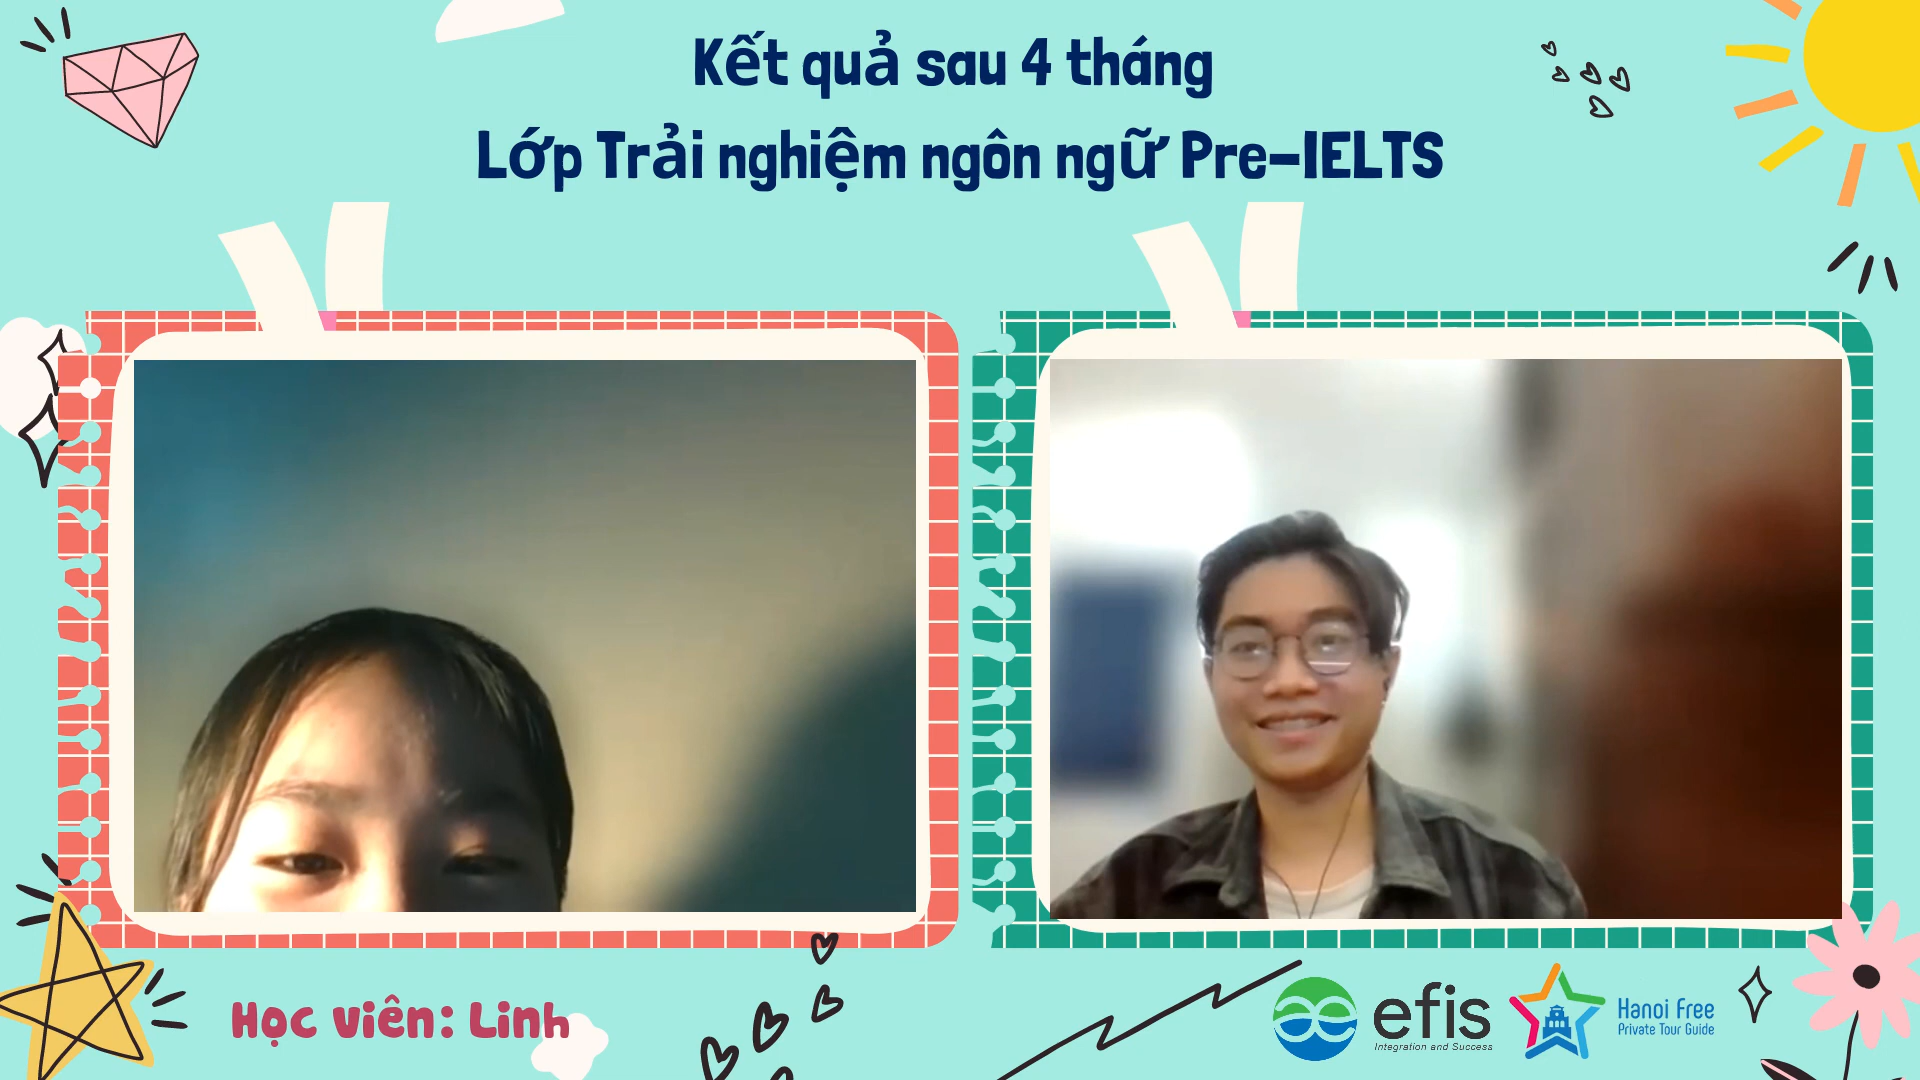 Kết quả sau 4 tháng
Lớp Trải nghiệm ngôn ngữ Pre-IELTS
Học viên: Linh
efis
Integration and Success
Hanoi Free
Private Tour Guide